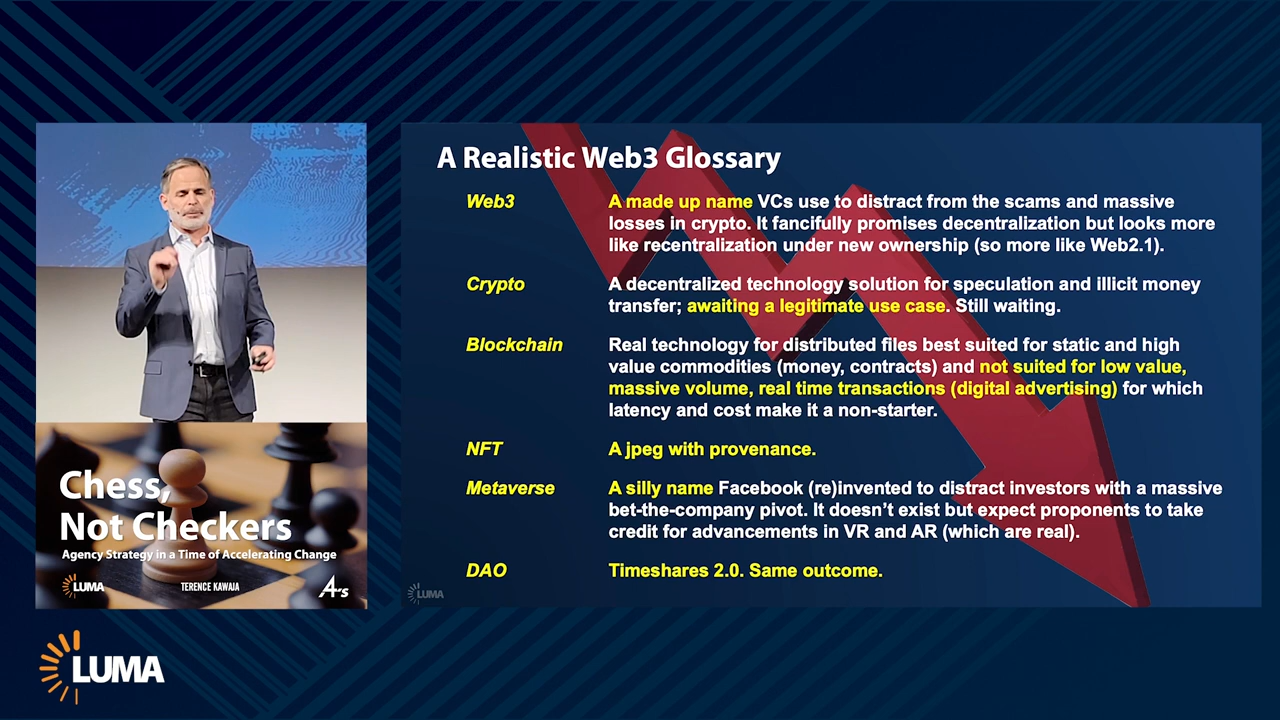 A Realistic Web3 Glossary
Web3
A made up name VCs use to distract from the scams and massive
losses in crypto. It fancifully promises decentralization but looks more
like recentralization under new ownership (so more like Web2.1).
Crypto
A decentralized technology solution for speculation and illicit money
transfer; awaiting a legitimate use case. Still waiting.
Blockchain
Real technology for distributed files best suited for static and high
value commodities (money, contracts) and not suited for low value,
massive volume, real time transactions (digital advertising) for which
latency and cost make it a non-starter.
NFT
A jpeg with provenance.
Metaverse
A silly name Facebook (re)invented to distract investors with a massive
bet-the-company pivot. It doesn’t exist but expect proponents to take
credit for advancements in VR and AR (which are real).
DAO
Timeshares 2.0. Same outcome.
LUMA
Chess,
Not Checkers
Agency Strategy in a Time of Accelerating Change
LUMA
TERENCE KAWAJA
A4s
LUMA